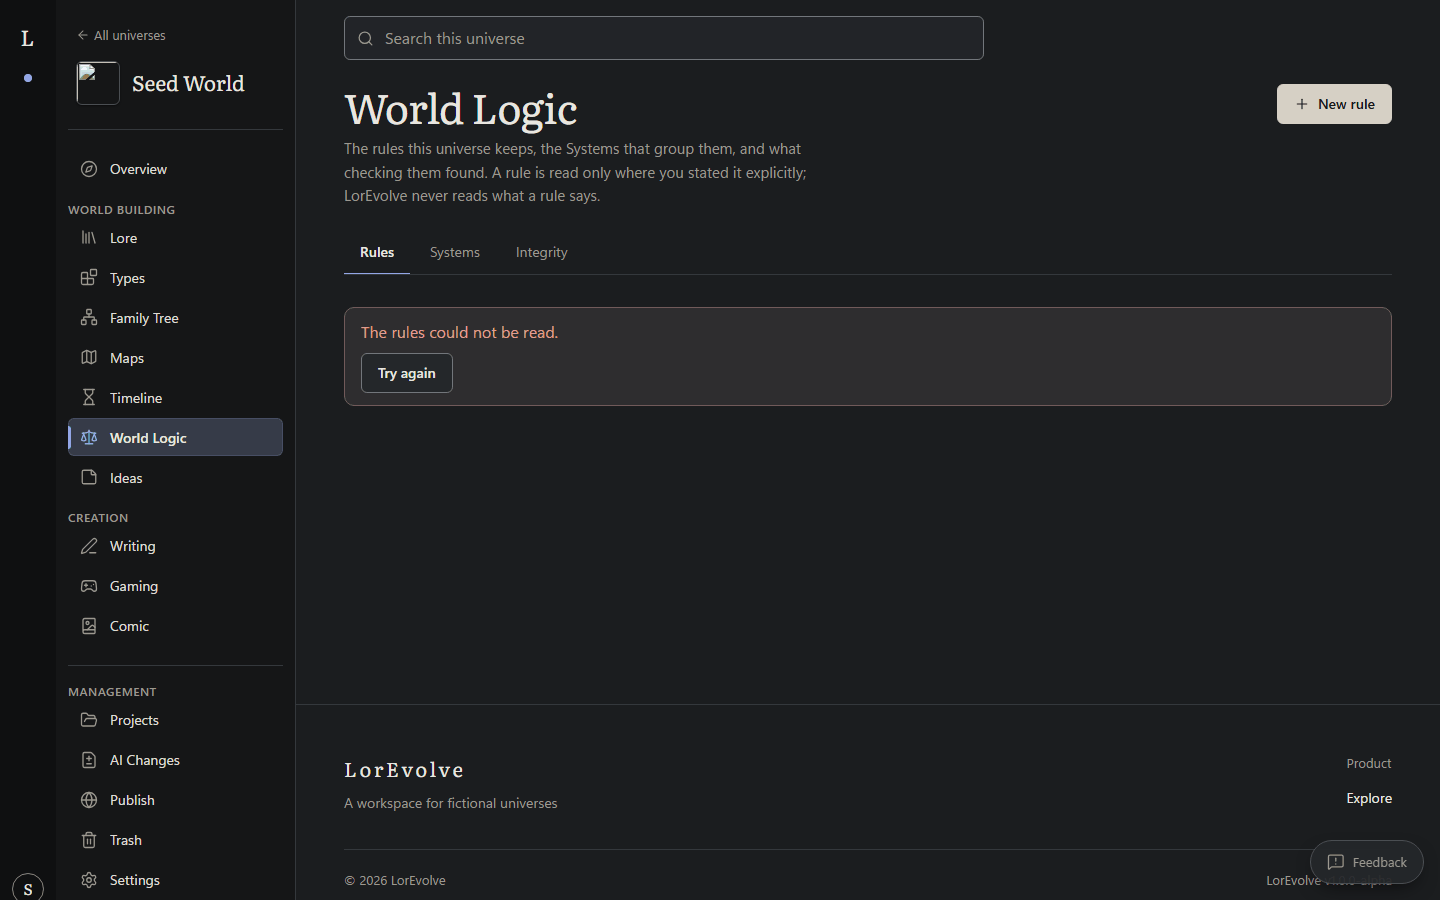 L
All universes
Seed World
Overview
WORLD BUILDING
Lore
Types
Family Tree
Maps
Timeline
World Logic
Ideas
CREATION
Writing
Gaming
Comic
MANAGEMENT
Projects
AI Changes
Publish
Trash
Settings
S
Search this universe
World Logic
New rule
The rules this universe keeps, the Systems that group them, and what
checking them found. A rule is read only where you stated it explicitly;
LorEvolve never reads what a rule says.
Rules Systems Integrity
The rules could not be read.
Try again
LorEvolve
A workspace for fictional universes
Product
Explore
© 2026 LorEvolve
LorEvolve
Feedback